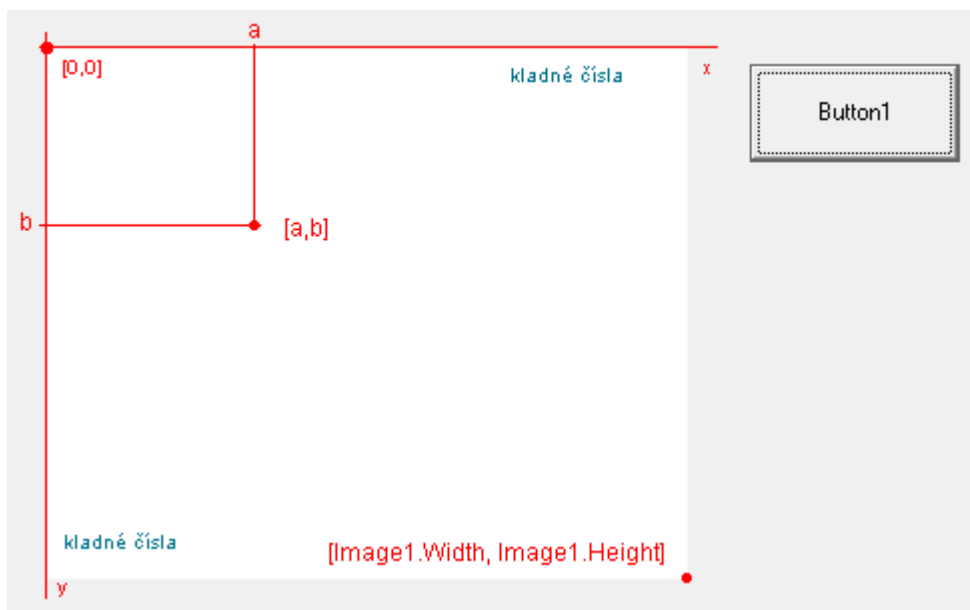 a
[0,0]
kladné čísla
x
Button1
b
[a,b]
kladné čísla
[Image1.Width, Image1.Height]
y